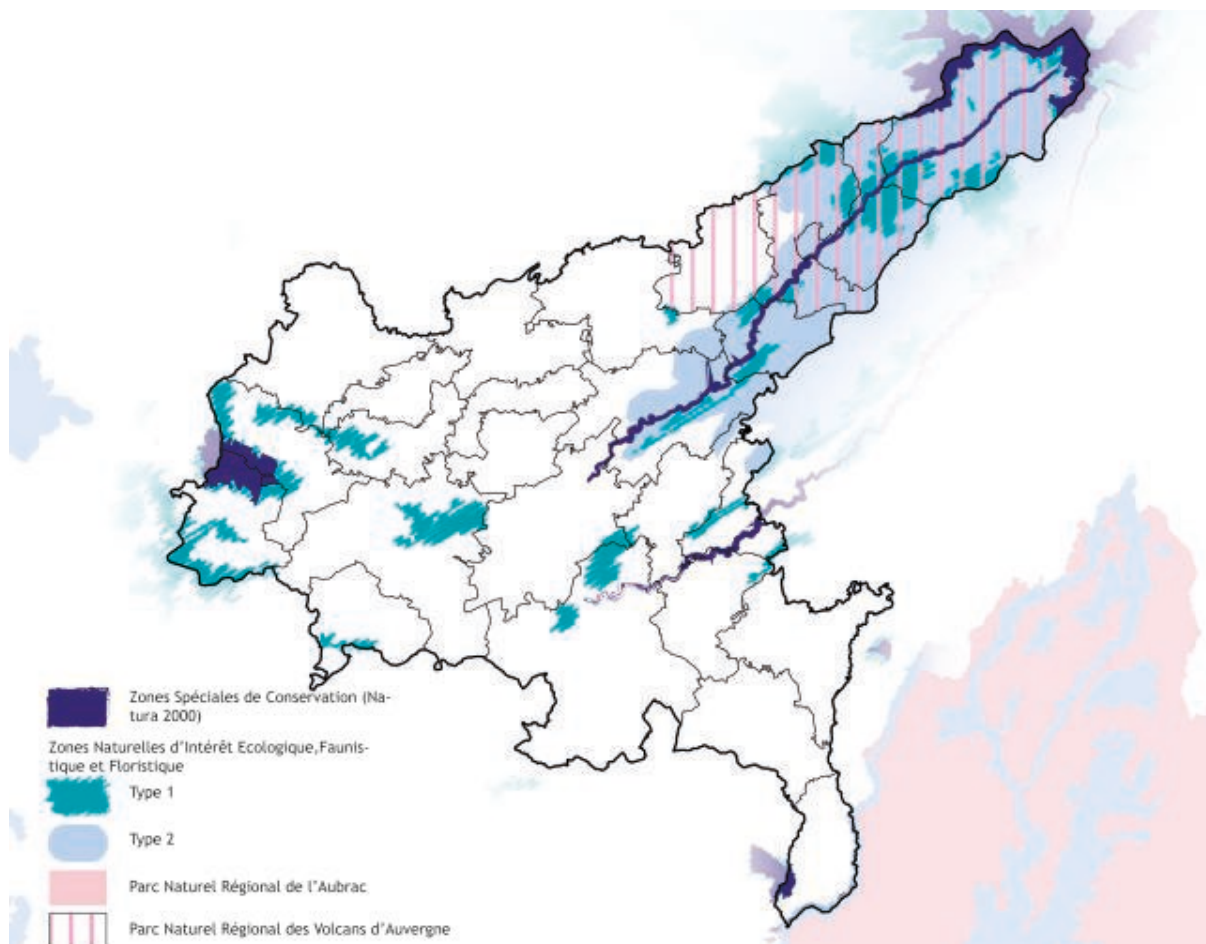 Zones Spéciales de Conservation (Na-
tura 2000)
Zones Naturelles d'Intérêt Ecologique,Faunis-
tique et Floristique
Type 1
Type 2
Parc Naturel Régional de l'Aubrac
Parc Naturel Régional des Volcans d'Auvergne